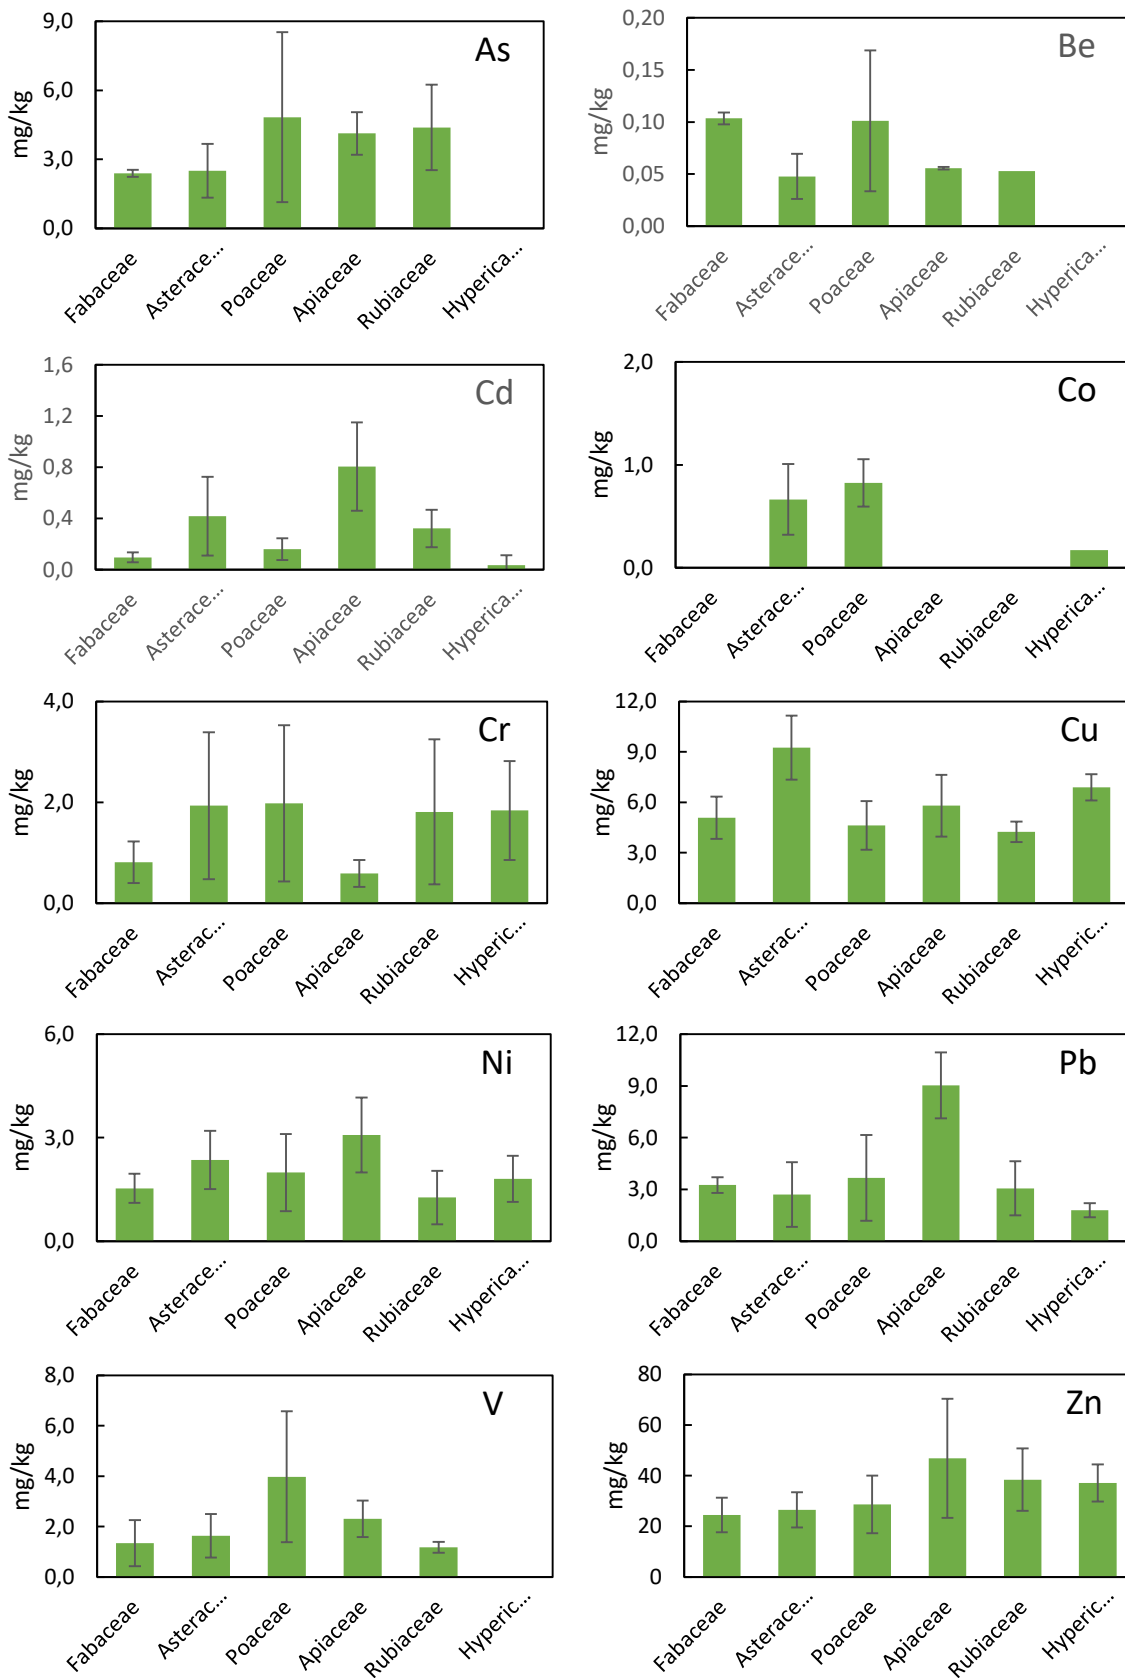 As
mg/kg
9,0
6,0
3,0
0,0
Fabaceae
Asterace...
Poaceae
Apiaceae
Rubiaceae
Hyperica...
Be
mg/kg
0,20
0,15
0,10
0,05
0,00
Fabaceae
Asterace...
Poaceae
Apiaceae
Rubiaceae
Hyperica...
Cd
mg/kg
1,6
1,2
0,8
0,4
0,0
Fabaceae
Asterace...
Poaceae
Apiaceae
Rubiaceae
Hyperica...
Co
mg/kg
2,0
1,0
0,0
Fabaceae
Asterace...
Poaceae
Apiaceae
Rubiaceae
Hyperica...
Cr
mg/kg
4,0
2,0
0,0
Fabaceae
Asterac...
Poaceae
Apiaceae
Rubiaceae
Hyperic...
Cu
mg/kg
12,0
9,0
6,0
3,0
0,0
Fabaceae
Asterac...
Poaceae
Apiaceae
Rubiaceae
Hyperic...
Ni
mg/kg
6,0
3,0
0,0
Fabaceae
Asterace...
Poaceae
Apiaceae
Rubiaceae
Hyperica...
Pb
mg/kg
12,0
9,0
6,0
3,0
0,0
Fabaceae
Asterace...
Poaceae
Apiaceae
Rubiaceae
Hyperica...
V
mg/kg
8,0
6,0
4,0
2,0
0,0
Fabaceae
Asterac...
Poaceae
Apiaceae
Rubiaceae
Hyperic...
Zn
mg/kg
80
60
40
20
0
Fabaceae
Asterace...
Poaceae
Apiaceae
Rubiaceae
Hyperic...